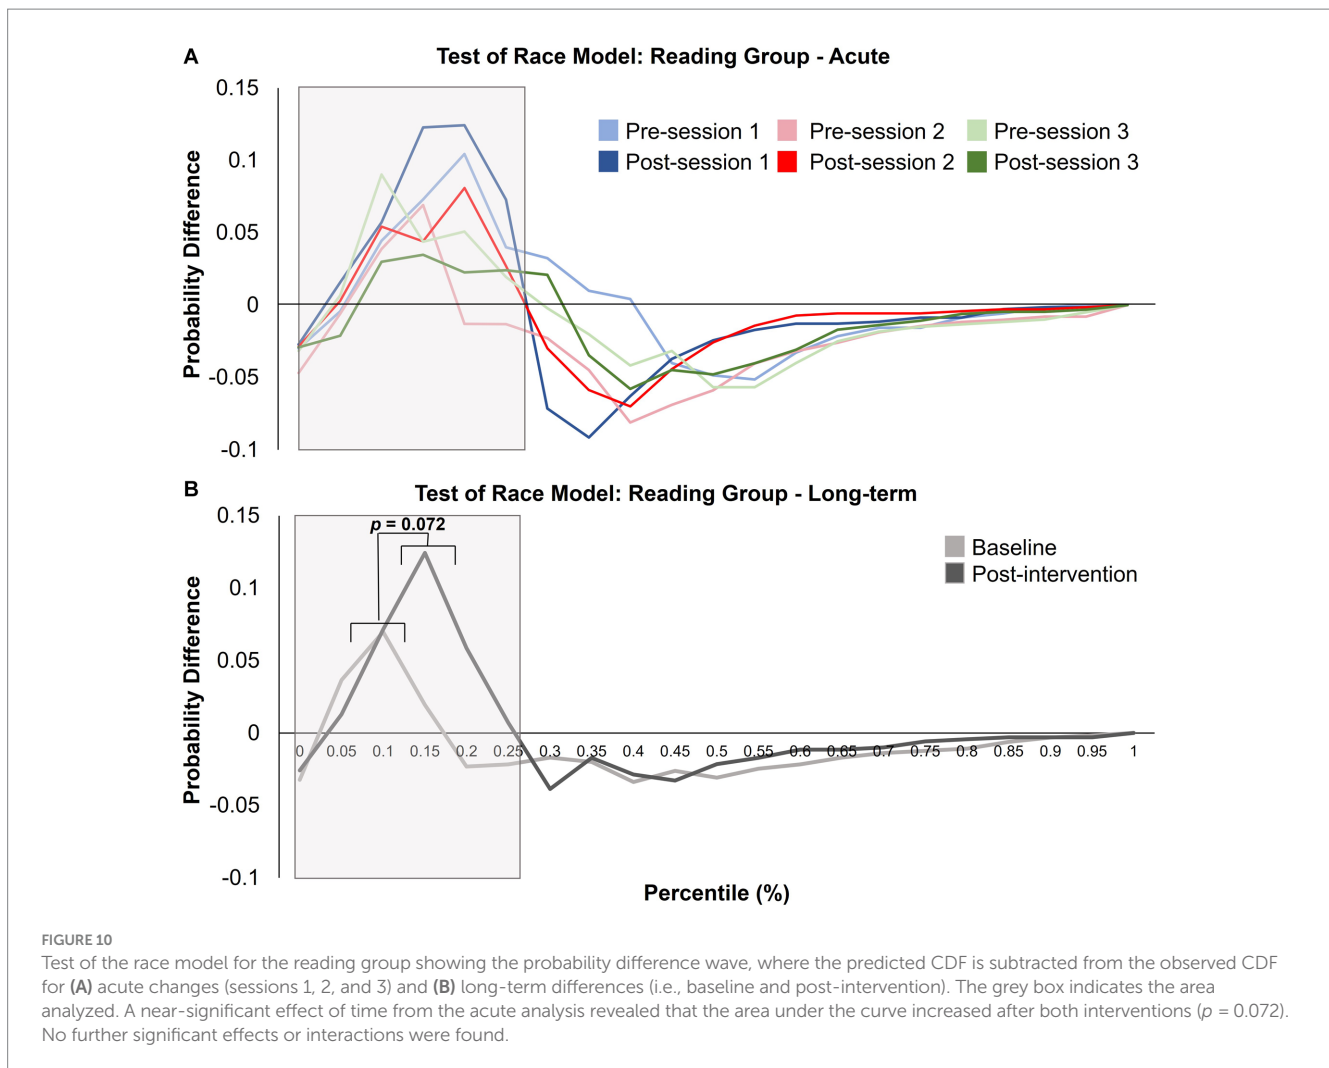 A
Test of Race Model: Reading Group - Acute
0.15
0.1
0.05
0
-0.05
-0.1
Probability Difference
Pre-session 1
Pre-session 2
Pre-session 3
Post-session 1
Post-session 2
Post-session 3
B
Test of Race Model: Reading Group - Long-term
0.15
0.1
0.05
0
-0.05
-0.1
Probability Difference
p = 0.072
Baseline
Post-intervention
0 0.05 0.1 0.15 0.2 0.25 0.3 0.35 0.4 0.45 0.5 0.55 0.6 0.65 0.7 0.75 0.8 0.85 0.9 0.95 1
Percentile (%)
FIGURE 10
Test of the race model for the reading group showing the probability difference wave, where the predicted CDF is subtracted from the observed CDF
for (A) acute changes (sessions 1, 2, and 3) and (B) long-term differences (i.e., baseline and post-intervention). The grey box indicates the area
analyzed. A near-significant effect of time from the acute analysis revealed that the area under the curve increased after both interventions (p = 0.072).
No further significant effects or interactions were found.